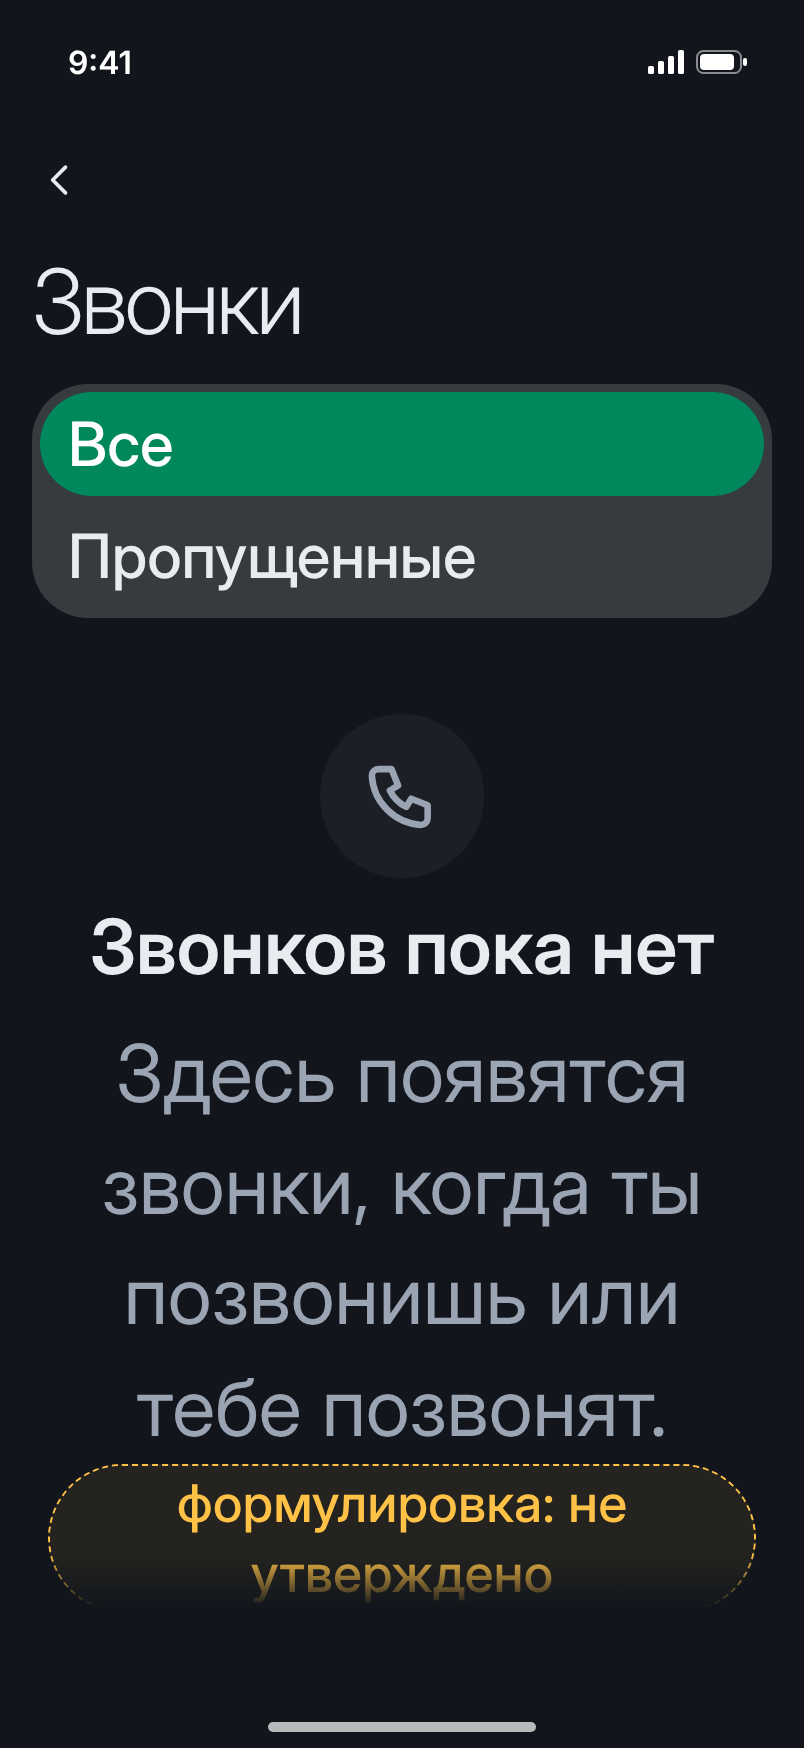 9:41
Звонки
Все
Пропущенные
Звонков пока нет
Здесь появятся
звонки, когда ты
позвонишь или
тебе позвонят.
формулировка: не
утверждено